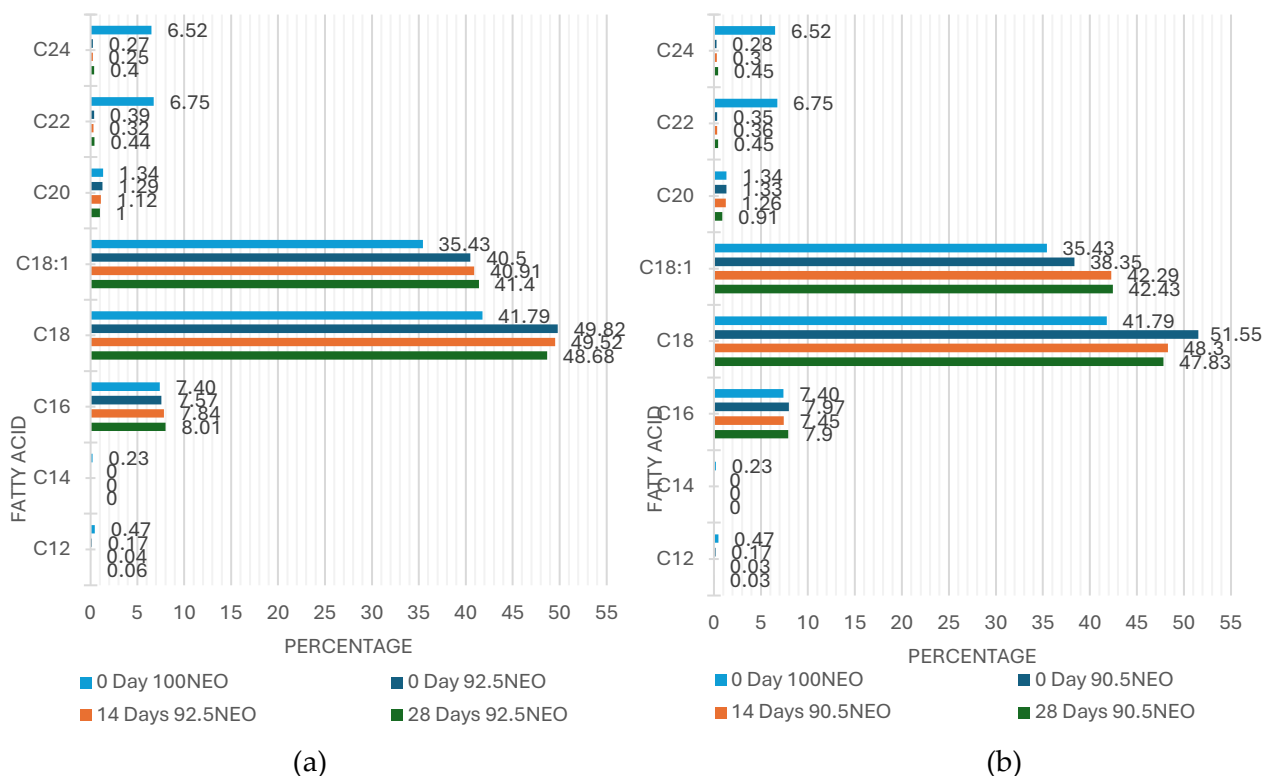 C24
6.52
0.27
0.25
0.4
C22
6.75
0.39
0.32
0.44
C20
1.34
1.29
1.12
1
C18:1
35.43
40.5
40.91
41.4
C18
41.79
49.82
49.52
48.68
C16
7.40
7.57
7.84
8.01
C14
0.23
0
0
0
C12
0.47
0.17
0.04
0.06
FATTY ACID
0 5 10 15 20 25 30 35 40 45 50 55
PERCENTAGE
0 Day 100NEO 0 Day 92.5NEO
14 Days 92.5NEO 28 Days 92.5NEO
(a)
C24
6.52
0.28
0.3
0.45
C22
6.75
0.35
0.36
0.45
C20
1.34
1.33
1.26
0.91
C18:1
35.43
38.35
42.29
42.43
C18
41.79
51.55
48.3
47.83
C16
7.40
7.97
7.45
7.9
C14
0.23
0
0
0
C12
0.47
0.17
0.03
0.03
FATTY ACID
0 5 10 15 20 25 30 35 40 45 50 55
PERCENTAGE
0 Day 100NEO 0 Day 90.5NEO
14 Days 90.5NEO 28 Days 90.5NEO
(b)